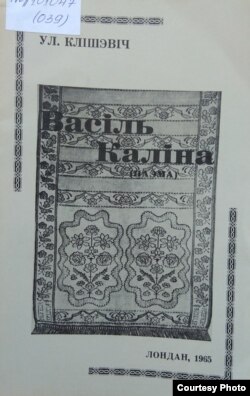 (039)
УЛ. КЛІШЭВІЧ
Васіль
Каліна
(ПАЭМА)
ЛОНДАН, 1965
Courtesy Photo